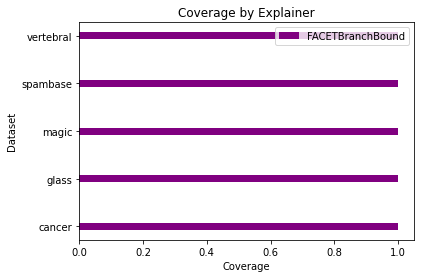 Coverage by Explainer
FACETBranchBound
vertebral
spambase
magic
glass
cancer
Dataset
0.0 0.2 0.4 0.6 0.8 1.0
Coverage